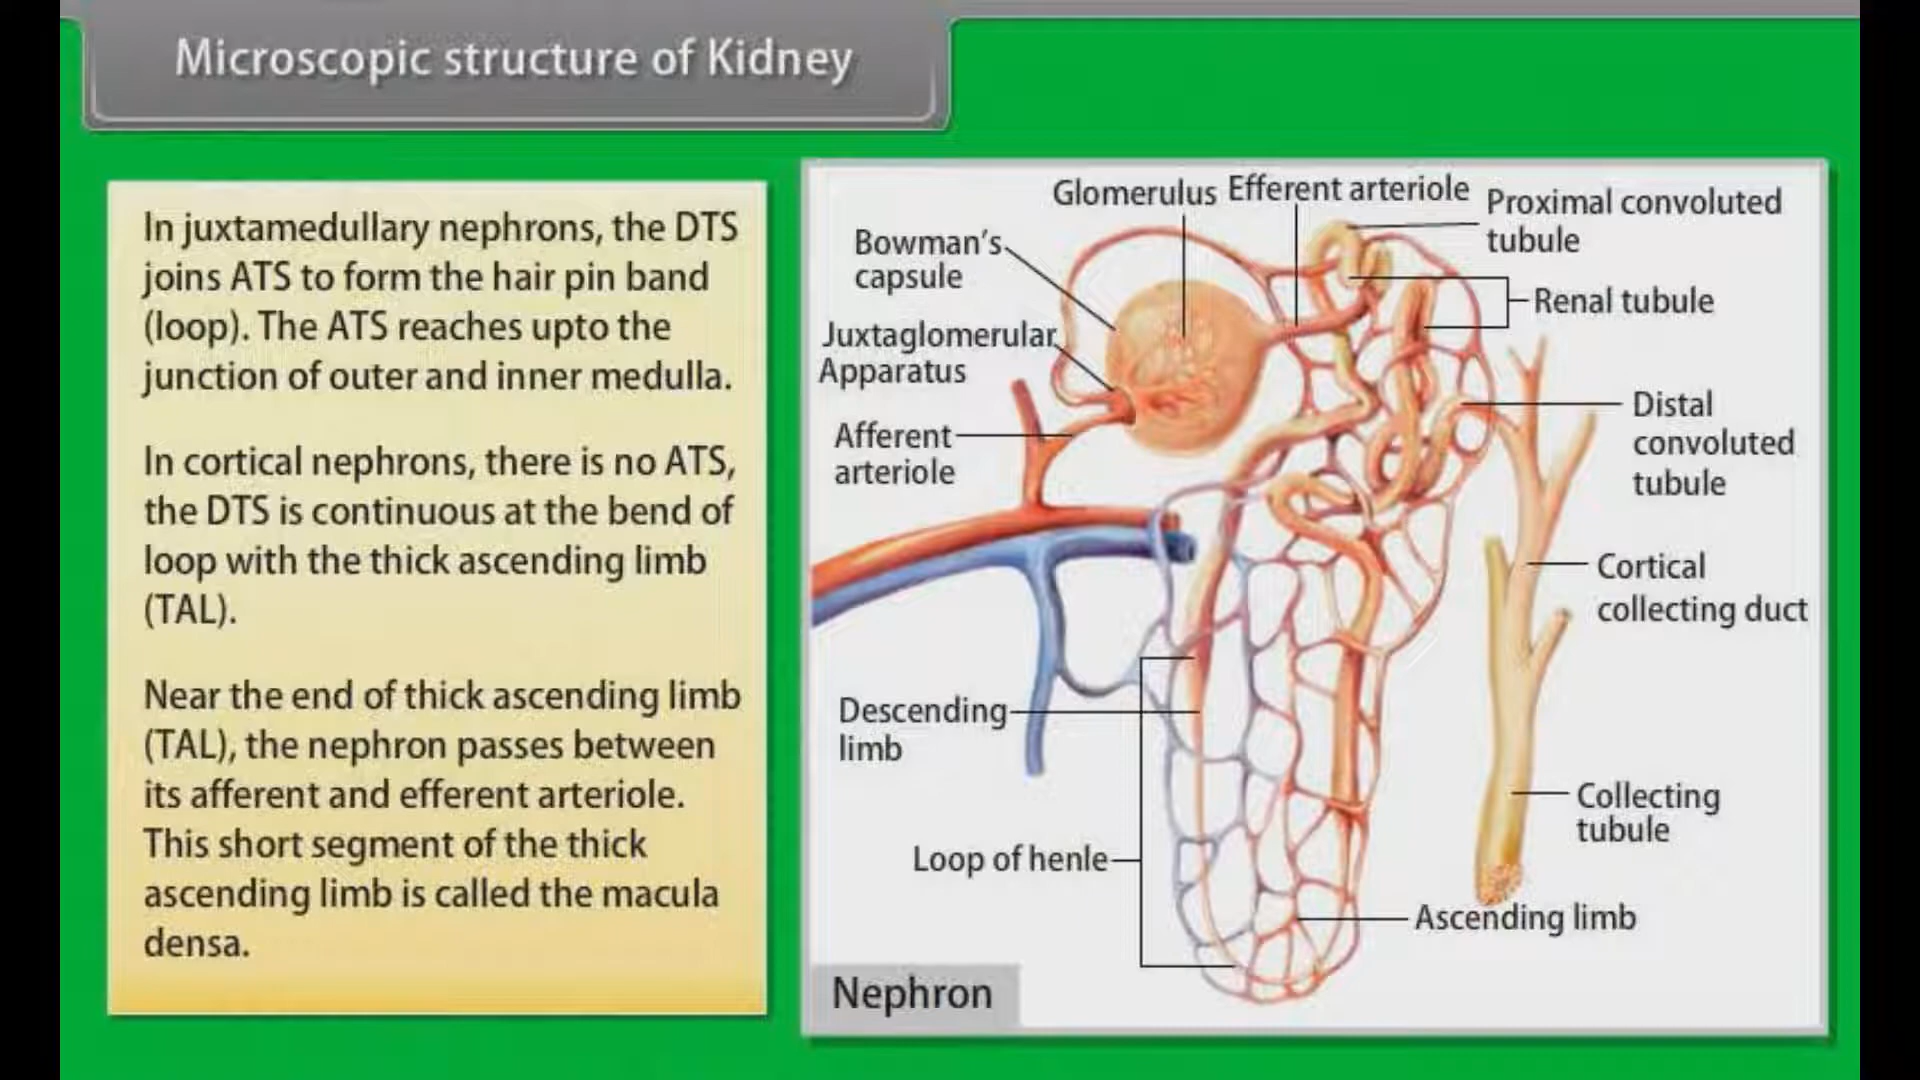 Microscopic structure of Kidney
In juxtamedullary nephrons, the DTS
joins ATS to form the hair pin band
(loop). The ATS reaches upto the
junction of outer and inner medulla.
In cortical nephrons, there is no ATS,
the DTS is continuous at the bend of
loop with the thick ascending limb
(TAL).
Near the end of thick ascending limb
(TAL), the nephron passes between
its afferent and efferent arteriole.
This short segment of the thick
ascending limb is called the macula
densa.
Glomerulus
Efferent arteriole
Proximal convoluted
tubule
Bowman's
capsule
Renal tubule
Juxtaglomerular
Apparatus
Distal
convoluted
tubule
Afferent
arteriole
Cortical
collecting duct
Descending
limb
Collecting
tubule
Loop of henle
Ascending limb
Nephron